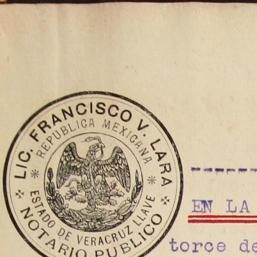 LIC. FRANCISCO V. LARA
REPUBLICA MEXICANA
ESTADO DE VERACRUZ LLAVE
NOTARIO PUBLICO
EN LA
torce de